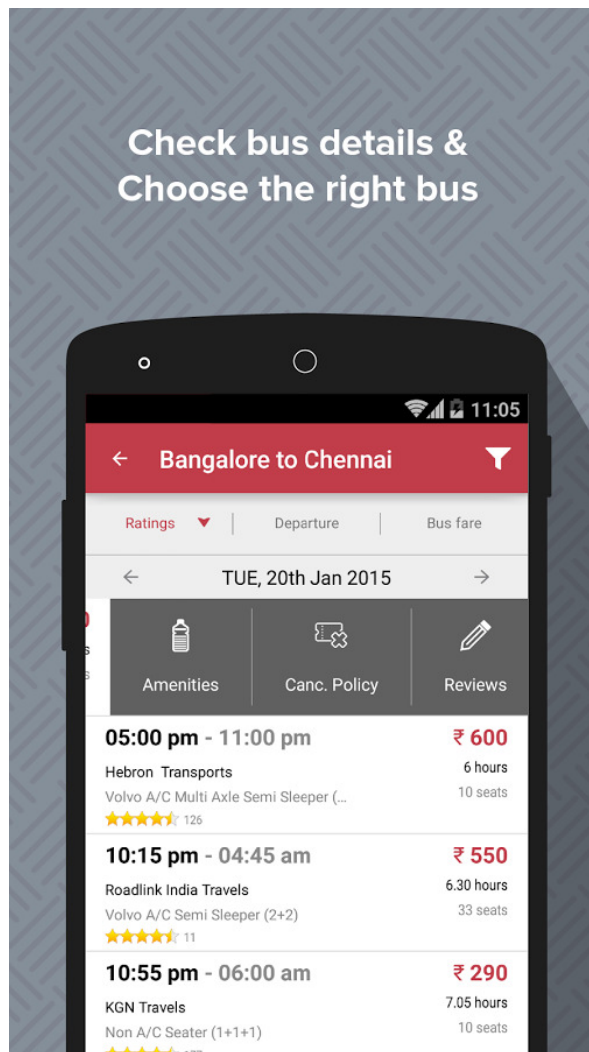 Check bus details &
Choose the right bus
11:05
Bangalore to Chennai
Ratings Departure Bus fare
TUE, 20th Jan 2015
Amenities Canc. Policy Reviews
05:00 pm - 11:00 pm ₹ 600
Hebron Transports 6 hours
Volvo A/C Multi Axle Semi Sleeper (... 10 seats
126
10:15 pm - 04:45 am ₹ 550
Roadlink India Travels 6.30 hours
Volvo A/C Semi Sleeper (2+2) 33 seats
11
10:55 pm - 06:00 am ₹ 290
KGN Travels 7.05 hours
Non A/C Seater (1+1+1) 10 seats